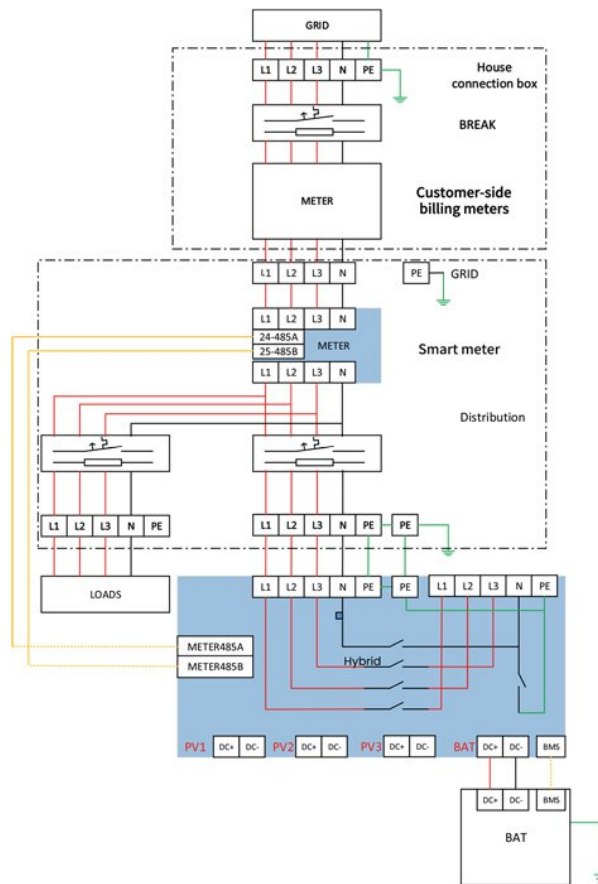 GRID
L1 L2 L3 N PE
House
connection box
BREAK
METER
Customer-side
billing meters
L1 L2 L3 N
PE
GRID
L1 L2 L3 N
24-485A
25-485B
METER
Smart meter
L1 L2 L3 N
Distribution
L1 L2 L3 N PE
L1 L2 L3 N PE
PE
LOADS
L1 L2 L3 N PE
PE
L1 L2 L3 N PE
METER485A
METER485B
Hybrid
PV1 DC+ DC-
PV2 DC+ DC-
PV3 DC+ DC-
BAT DC+ DC-
BMS
DC+ DC- BMS
BAT